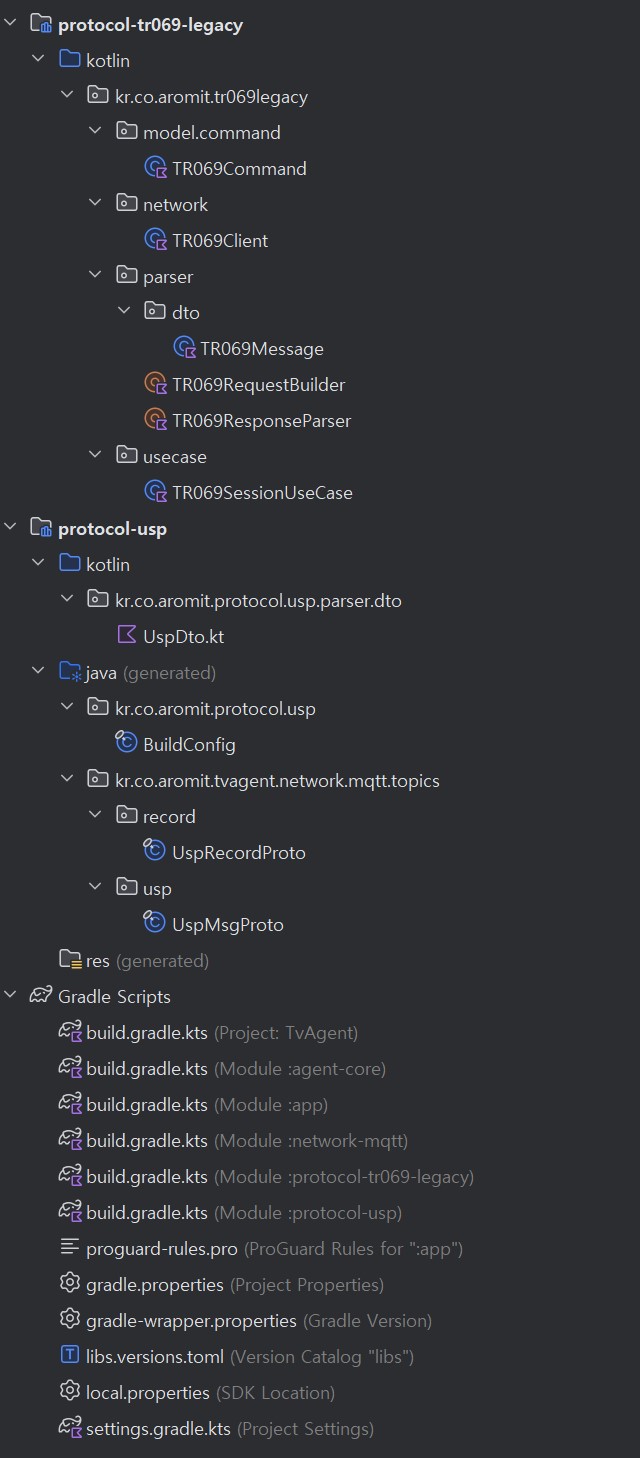 protocol-tr069-legacy
kotlin
kr.co.aromit.tr069legacy
model.command
TR069Command
network
TR069Client
parser
dto
TR069Message
TR069RequestBuilder
TR069ResponseParser
usecase
TR069SessionUseCase
protocol-usp
kotlin
kr.co.aromit.protocol.usp.parser.dto
UspDto.kt
java (generated)
kr.co.aromit.protocol.usp
BuildConfig
kr.co.aromit.tvagent.network.mqtt.topics
record
UspRecordProto
usp
UspMsgProto
res (generated)
Gradle Scripts
build.gradle.kts (Project: TvAgent)
build.gradle.kts (Module :agent-core)
build.gradle.kts (Module :app)
build.gradle.kts (Module :network-mqtt)
build.gradle.kts (Module :protocol-tr069-legacy)
build.gradle.kts (Module :protocol-usp)
proguard-rules.pro (ProGuard Rules for ":app")
gradle.properties (Project Properties)
gradle-wrapper.properties (Gradle Version)
libs.versions.toml (Version Catalog "libs")
local.properties (SDK Location)
settings.gradle.kts (Project Settings)